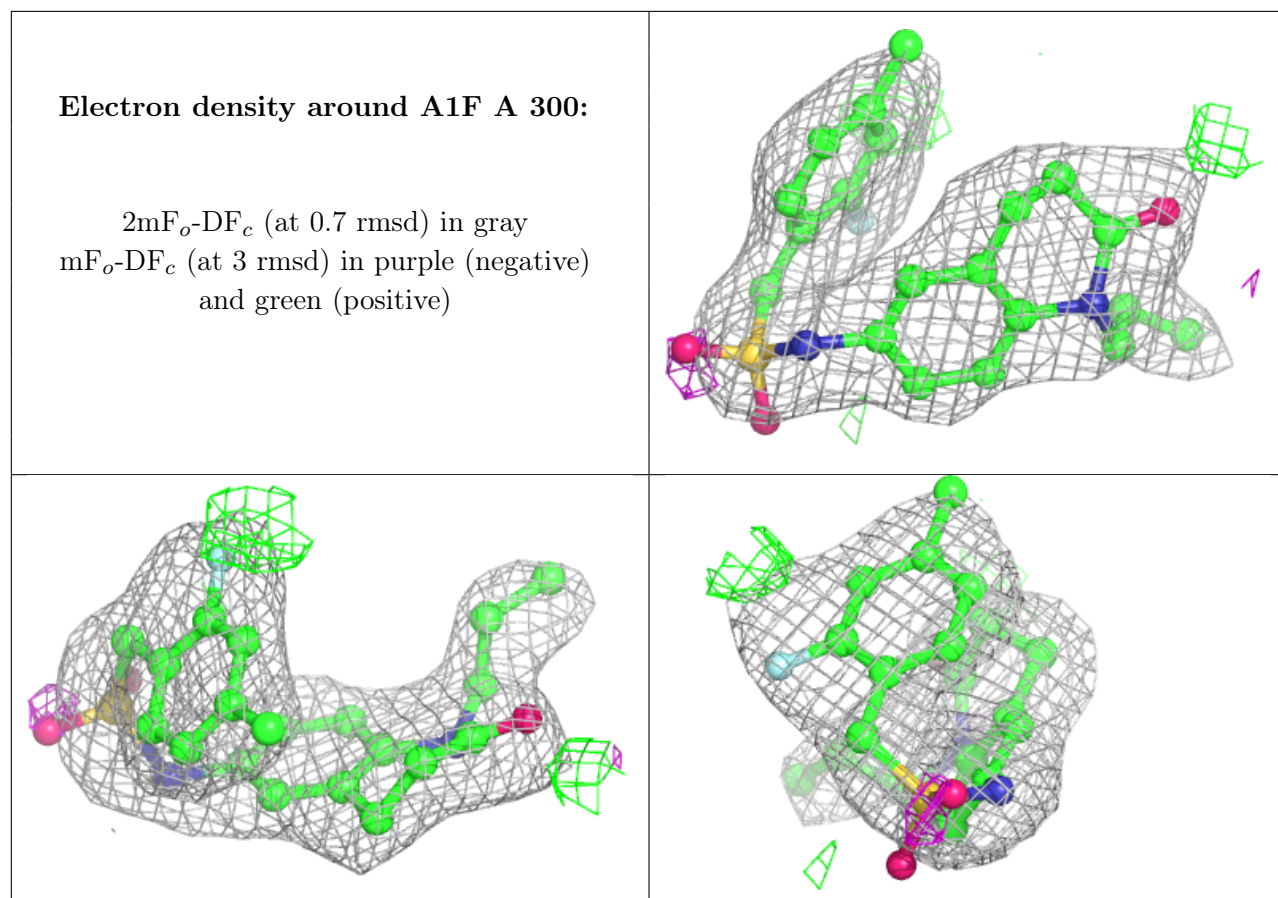 Electron density around A1F A 300:
2mFo-DFc (at 0.7 rmsd) in gray
mFo-DFc (at 3 rmsd) in purple (negative)
and green (positive)